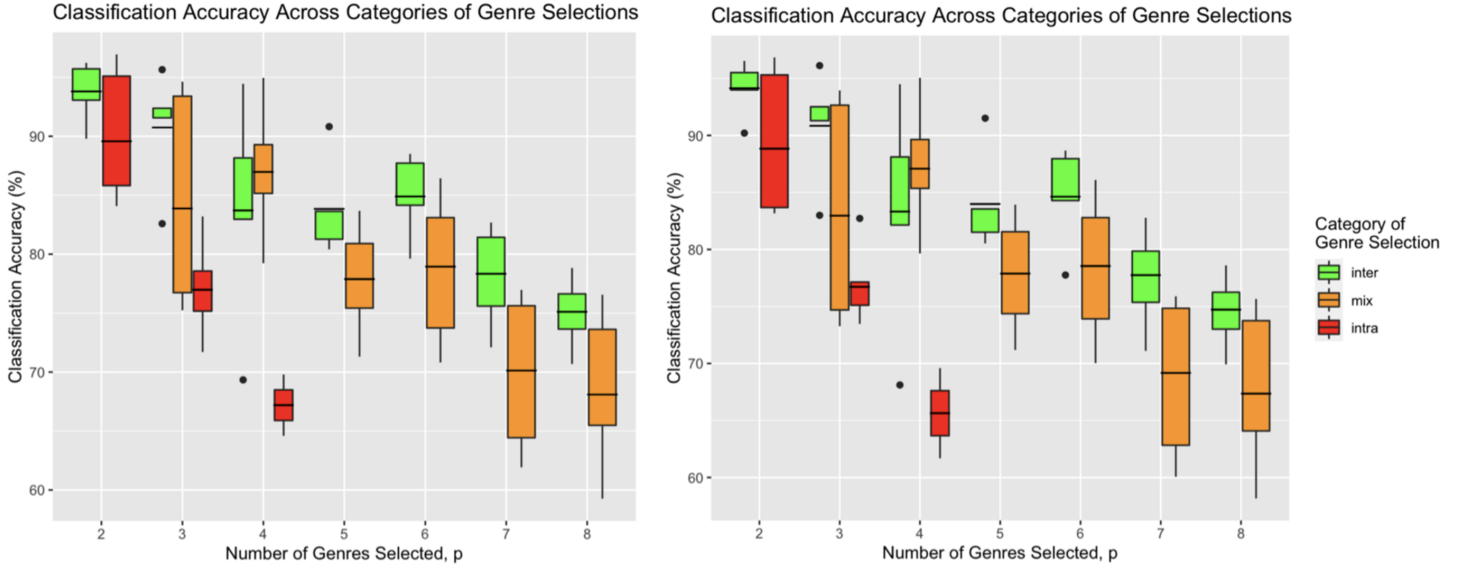 Classification Accuracy Across Categories of Genre Selections
Classification Accuracy (%)
90
80
70
60
2 3 4 5 6 7 8
Number of Genres Selected, p
Classification Accuracy Across Categories of Genre Selections
Classification Accuracy (%)
90
80
70
60
2 3 4 5 6 7 8
Number of Genres Selected, p
Category of
Genre Selection
inter
mix
intra